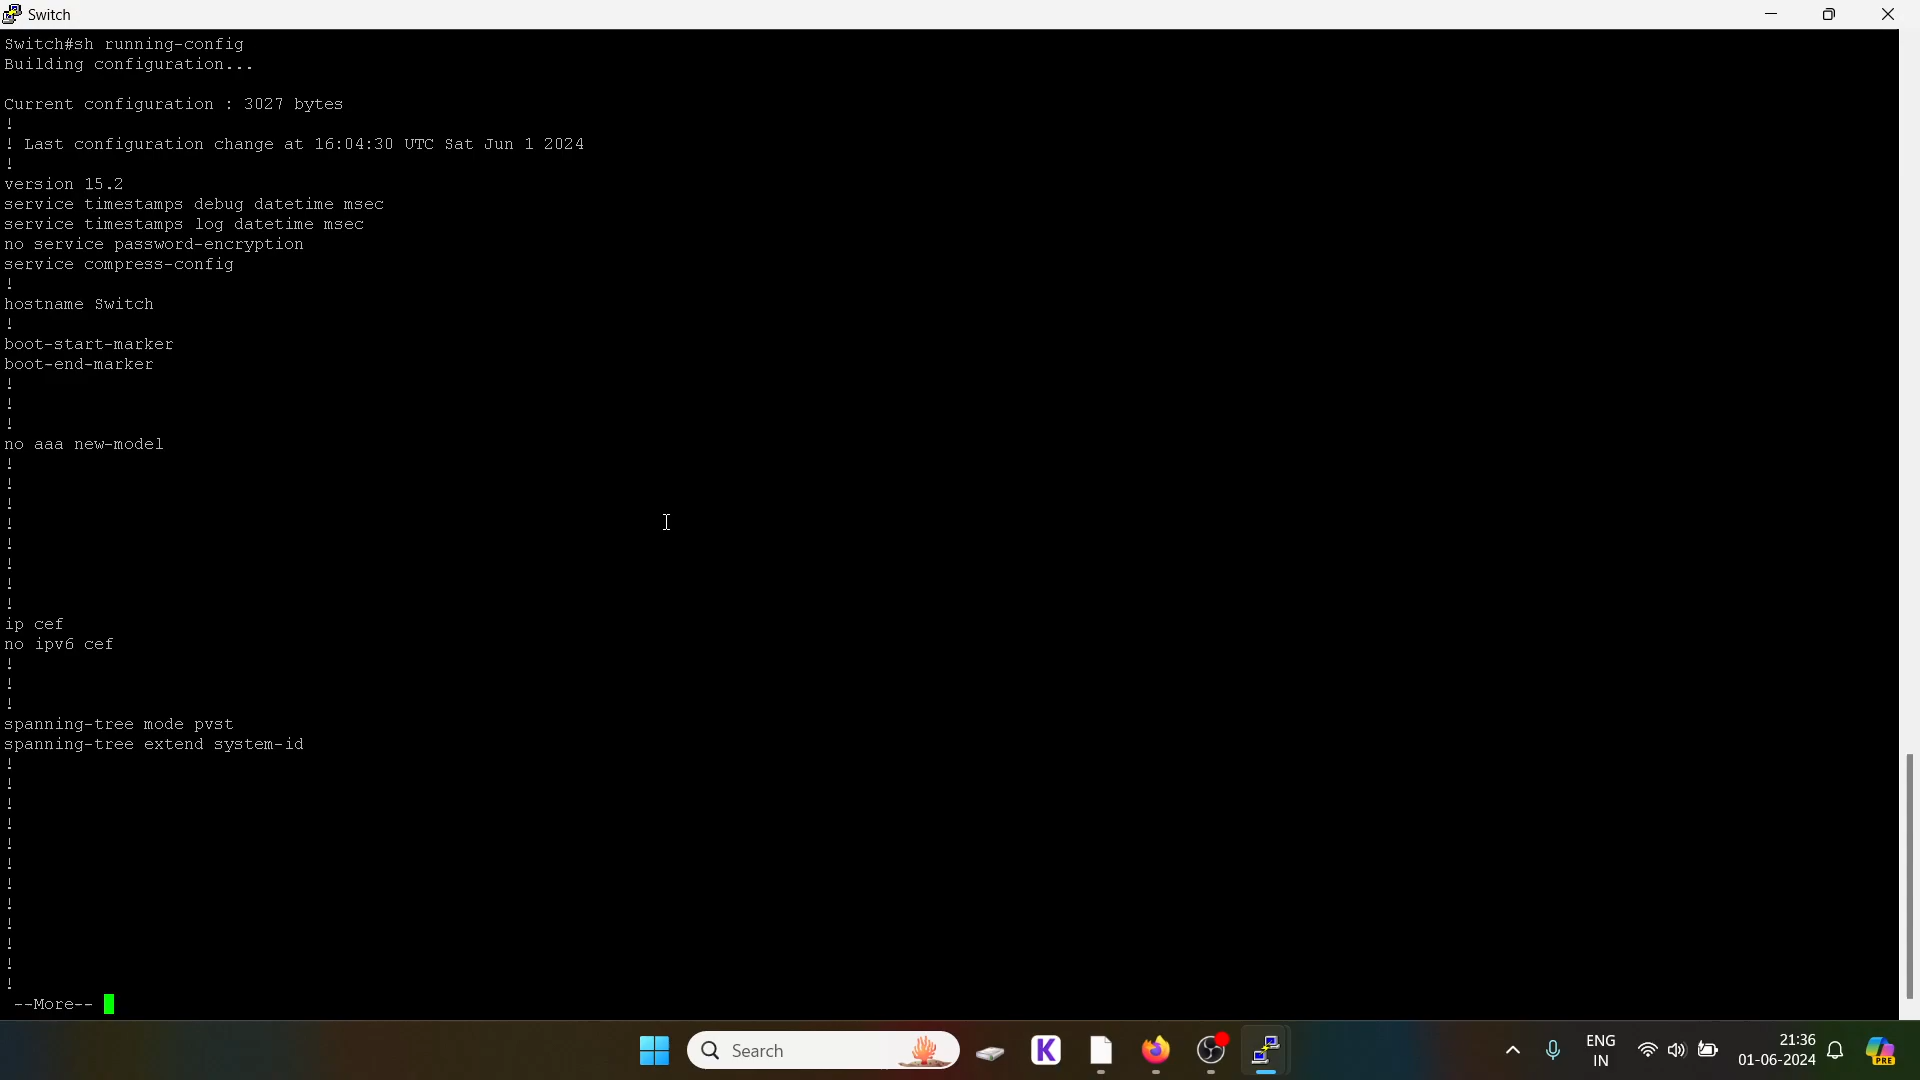 Switch
Switch#sh running-config
Building configuration...
Current configuration : 3027 bytes
!
! Last configuration change at 16:04:30 UTC Sat Jun 1 2024
!
version 15.2
service timestamps debug datetime msec
service timestamps log datetime msec
no service password-encryption
service compress-config
!
hostname Switch
!
boot-start-marker
boot-end-marker
!
!
!
no aaa new-model
!
!
!
!
!
!
!
!
ip cef
no ipv6 cef
!
!
!
spanning-tree mode pvst
spanning-tree extend system-id
!
!
!
!
!
!
!
!
!
!
!
!
--More--
Search
K
ENG
IN
21:36
01-06-2024
PRE